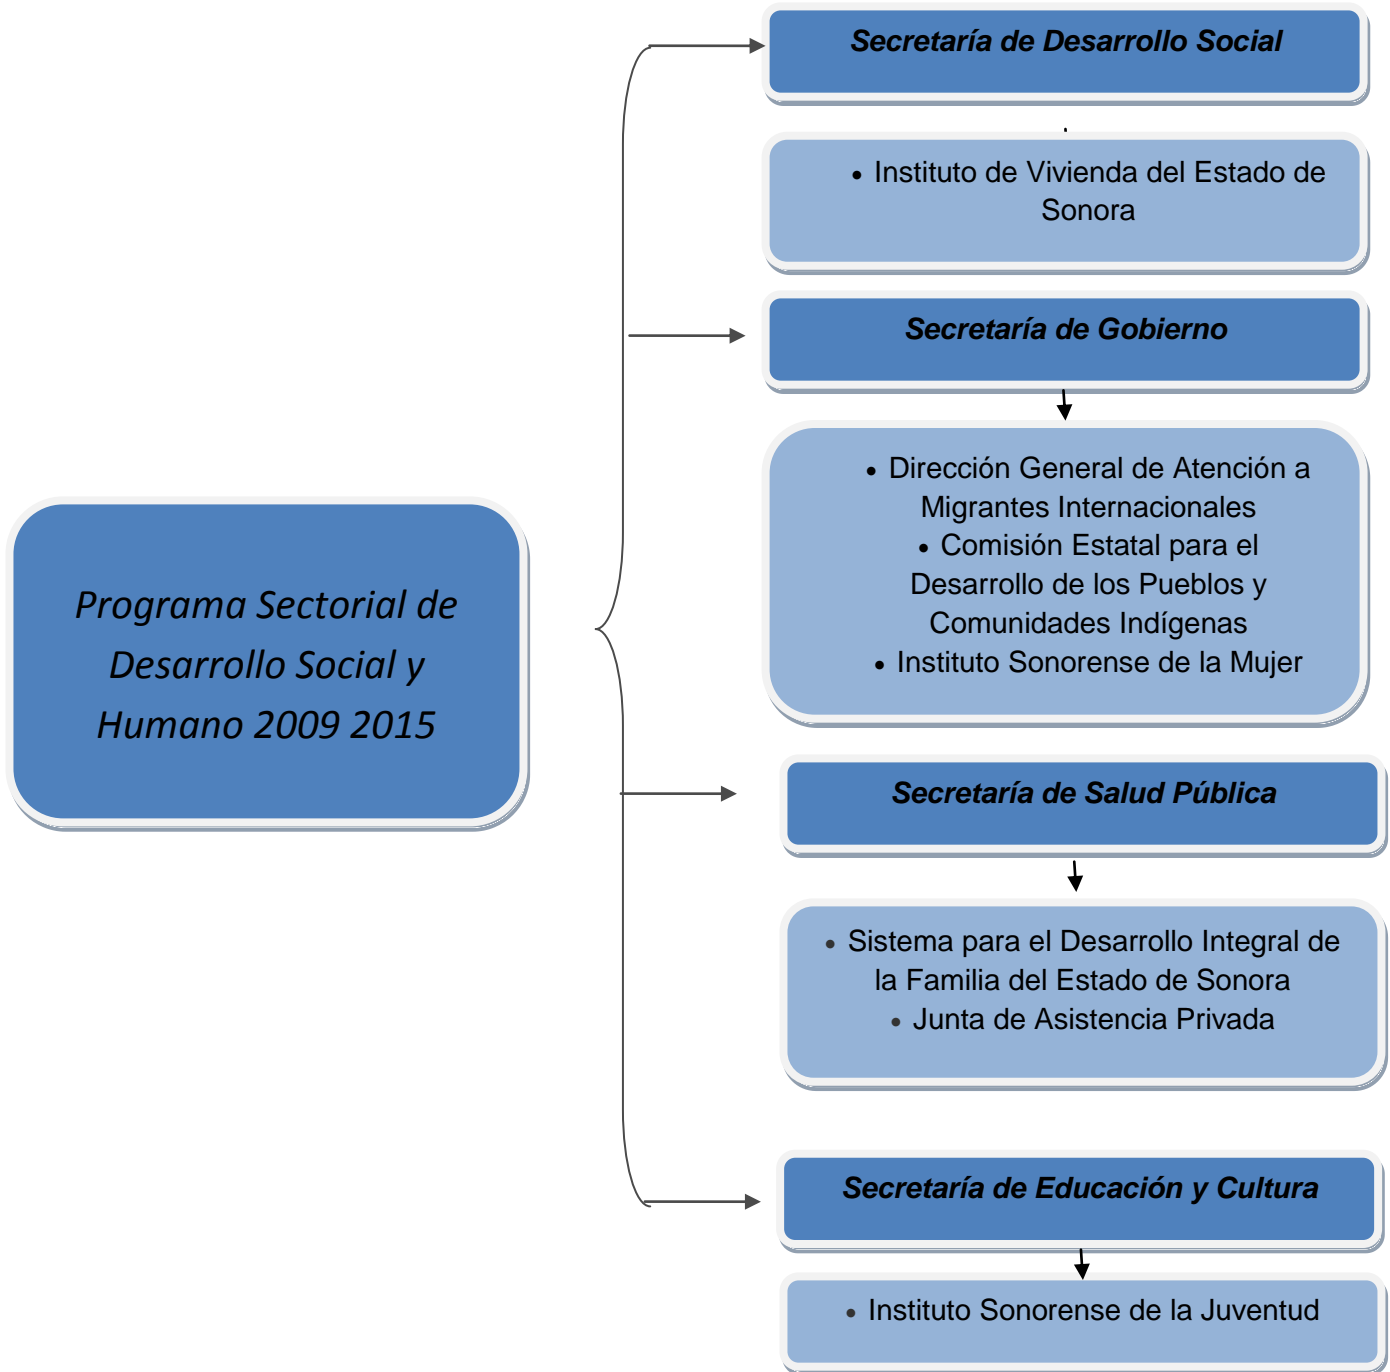 Programa Sectorial de
Desarrollo Social y
Humano 2009 2015
Secretaría de Desarrollo Social
• Instituto de Vivienda del Estado de
Sonora
Secretaría de Gobierno
• Dirección General de Atención a
Migrantes Internacionales
• Comisión Estatal para el
Desarrollo de los Pueblos y
Comunidades Indígenas
• Instituto Sonorense de la Mujer
Secretaría de Salud Pública
• Sistema para el Desarrollo Integral de
la Familia del Estado de Sonora
• Junta de Asistencia Privada
Secretaría de Educación y Cultura
• Instituto Sonorense de la Juventud